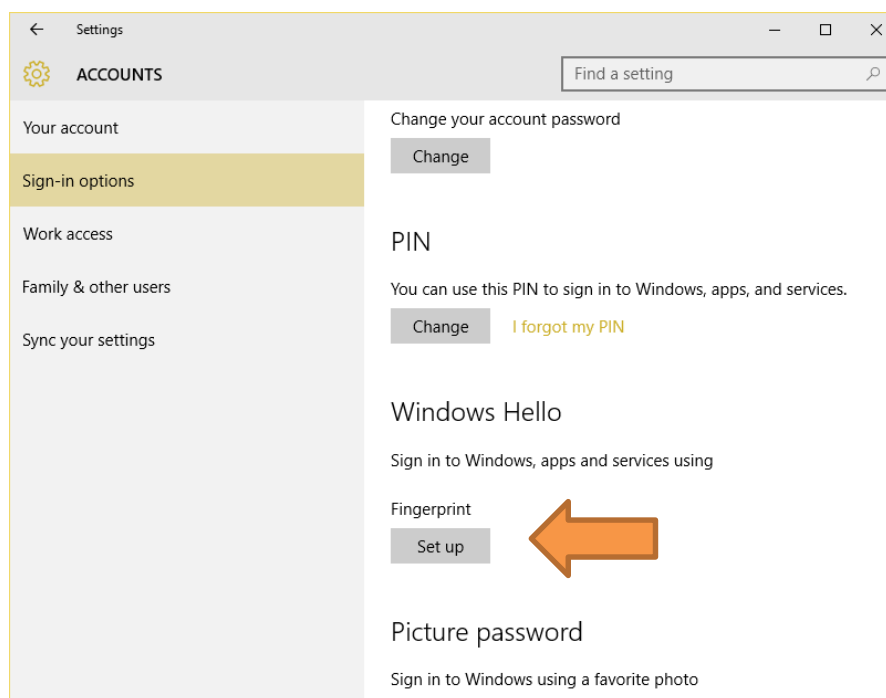 Settings
ACCOUNTS
Find a setting
Your account
Sign-in options
Work access
Family & other users
Sync your settings
Change your account password
Change
PIN
You can use this PIN to sign in to Windows, apps, and services.
Change I forgot my PIN
Windows Hello
Sign in to Windows, apps and services using
Fingerprint
Set up
Picture password
Sign in to Windows using a favorite photo